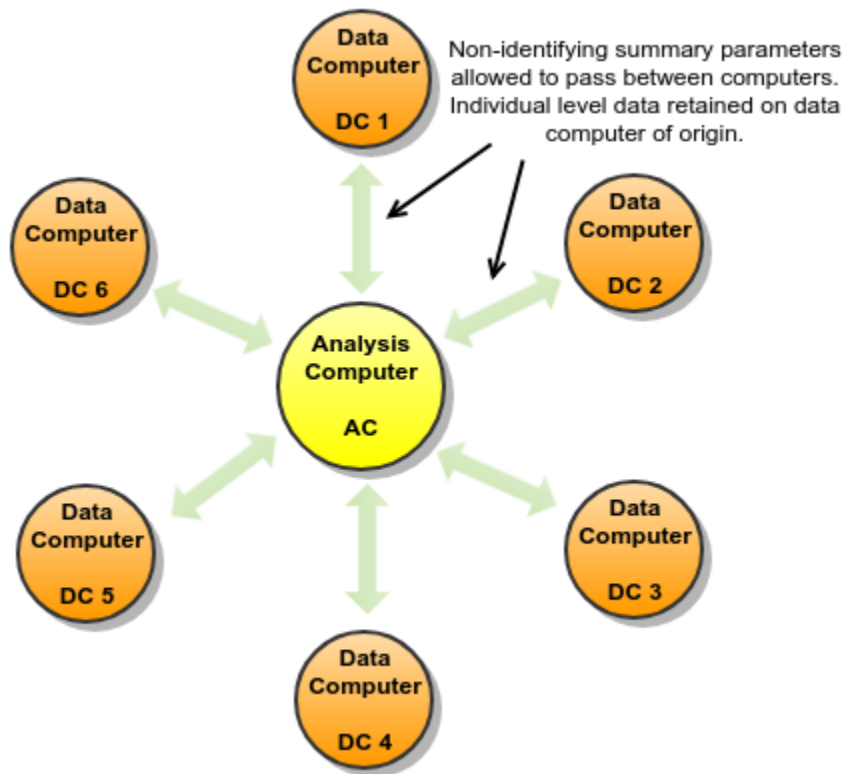 Data
Computer
DC 1
Non-identifying summary parameters
allowed to pass between computers.
Individual level data retained on data
computer of origin.
Data
Computer
DC 6
Data
Computer
DC 2
Analysis
Computer
AC
Data
Computer
DC 5
Data
Computer
DC 3
Data
Computer
DC 4